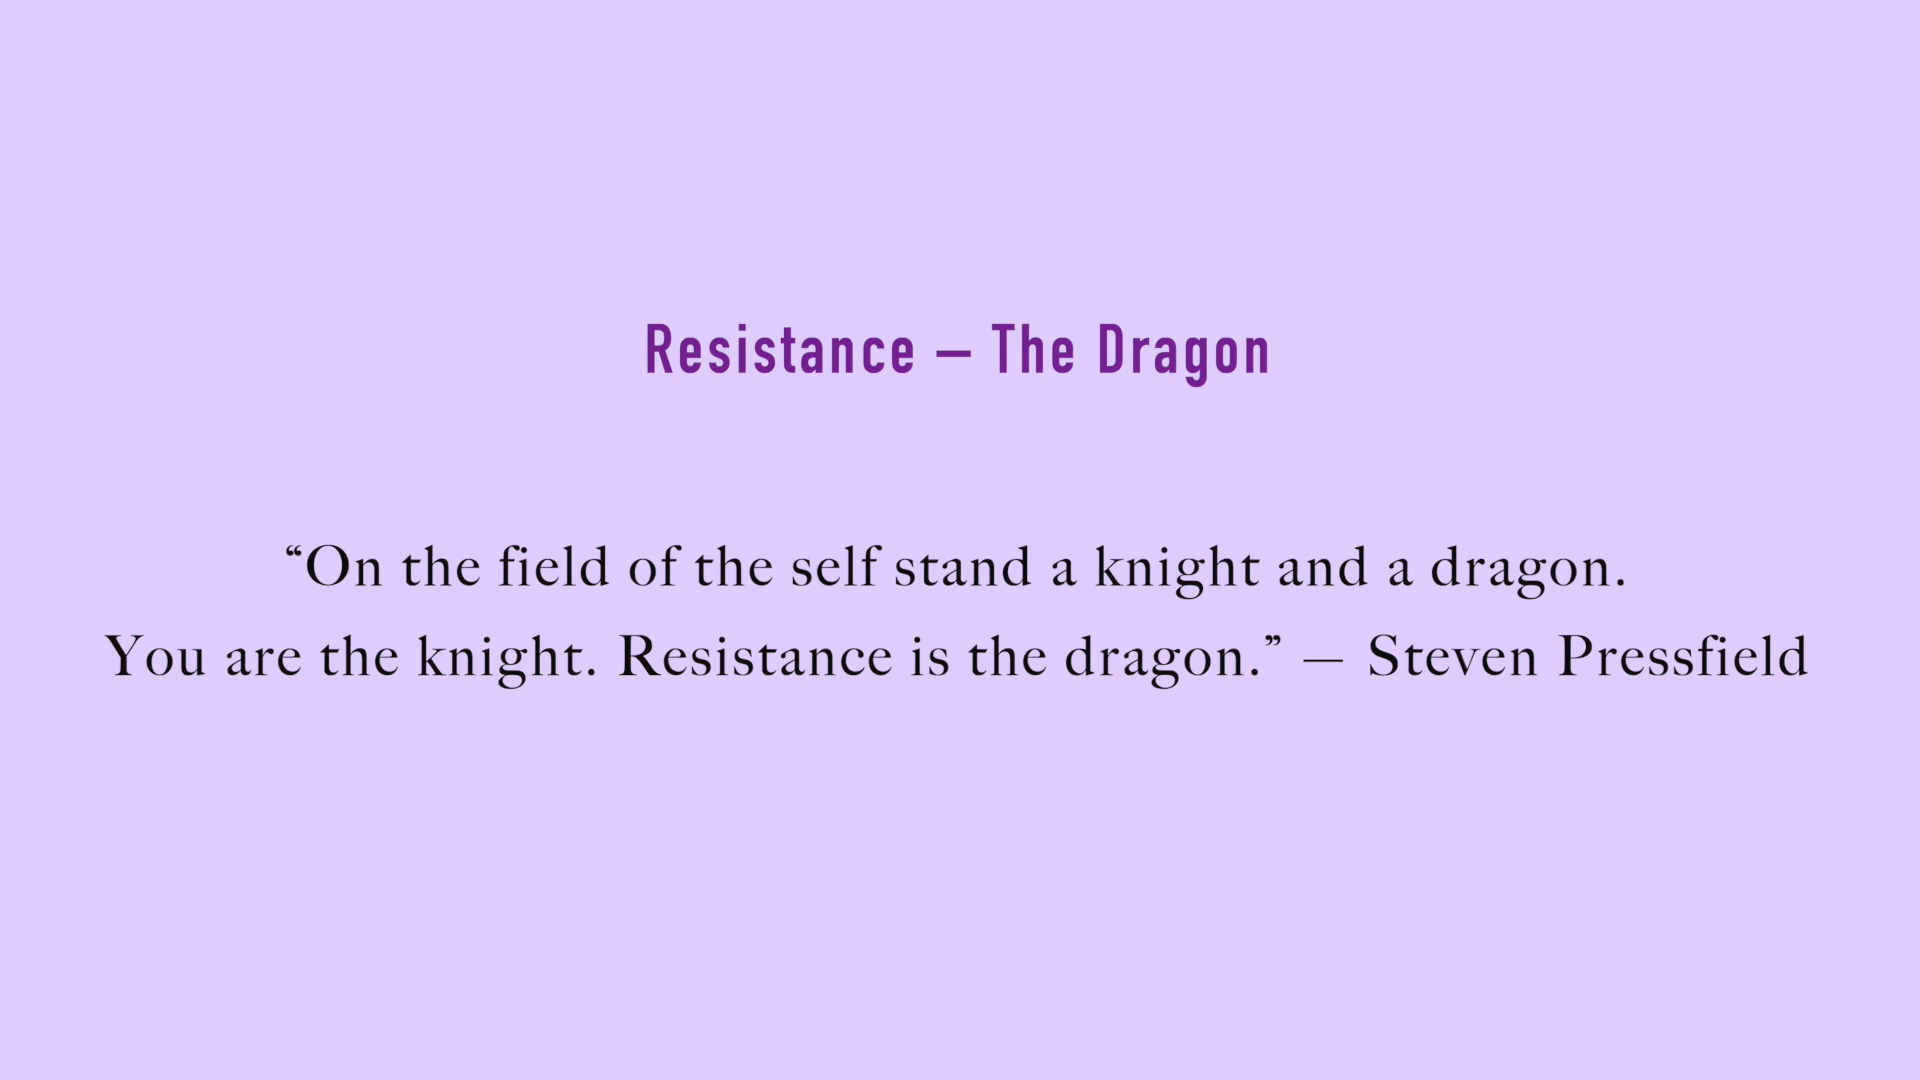 Resistance – The Dragon
“On the field of the self stand a knight and a dragon.
You are the knight. Resistance is the dragon.” – Steven Pressfield